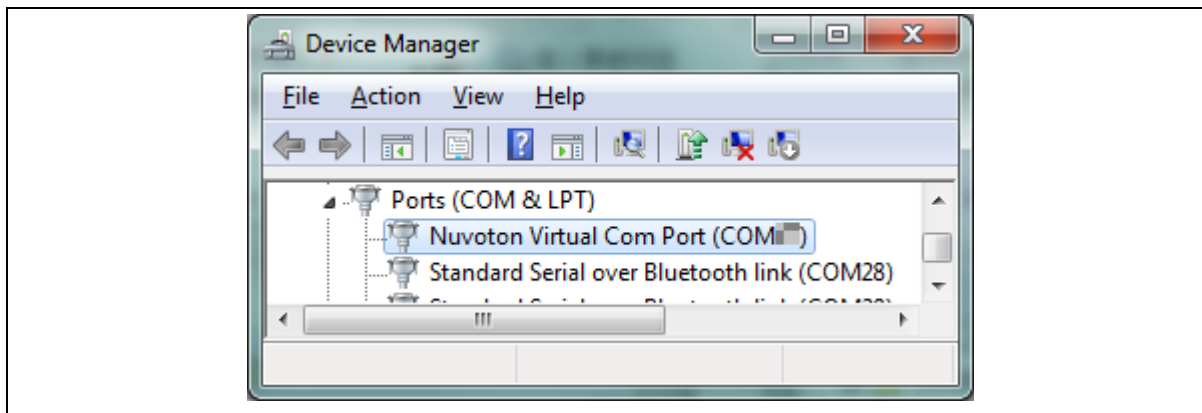 Device Manager
File Action View Help
Ports (COM & LPT)
Nuvoton Virtual Com Port (COM )
Standard Serial over Bluetooth link (COM28)